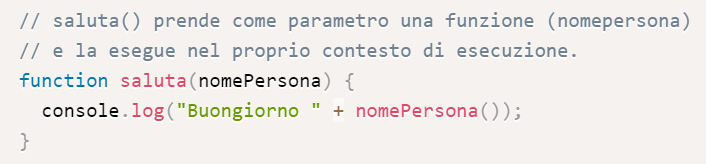 // saluta() prende come parametro una funzione (nomepersona)
// e la esegue nel proprio contesto di esecuzione.
function saluta(nomePersona) {
  console.log("Buongiorno " + nomePersona());
}